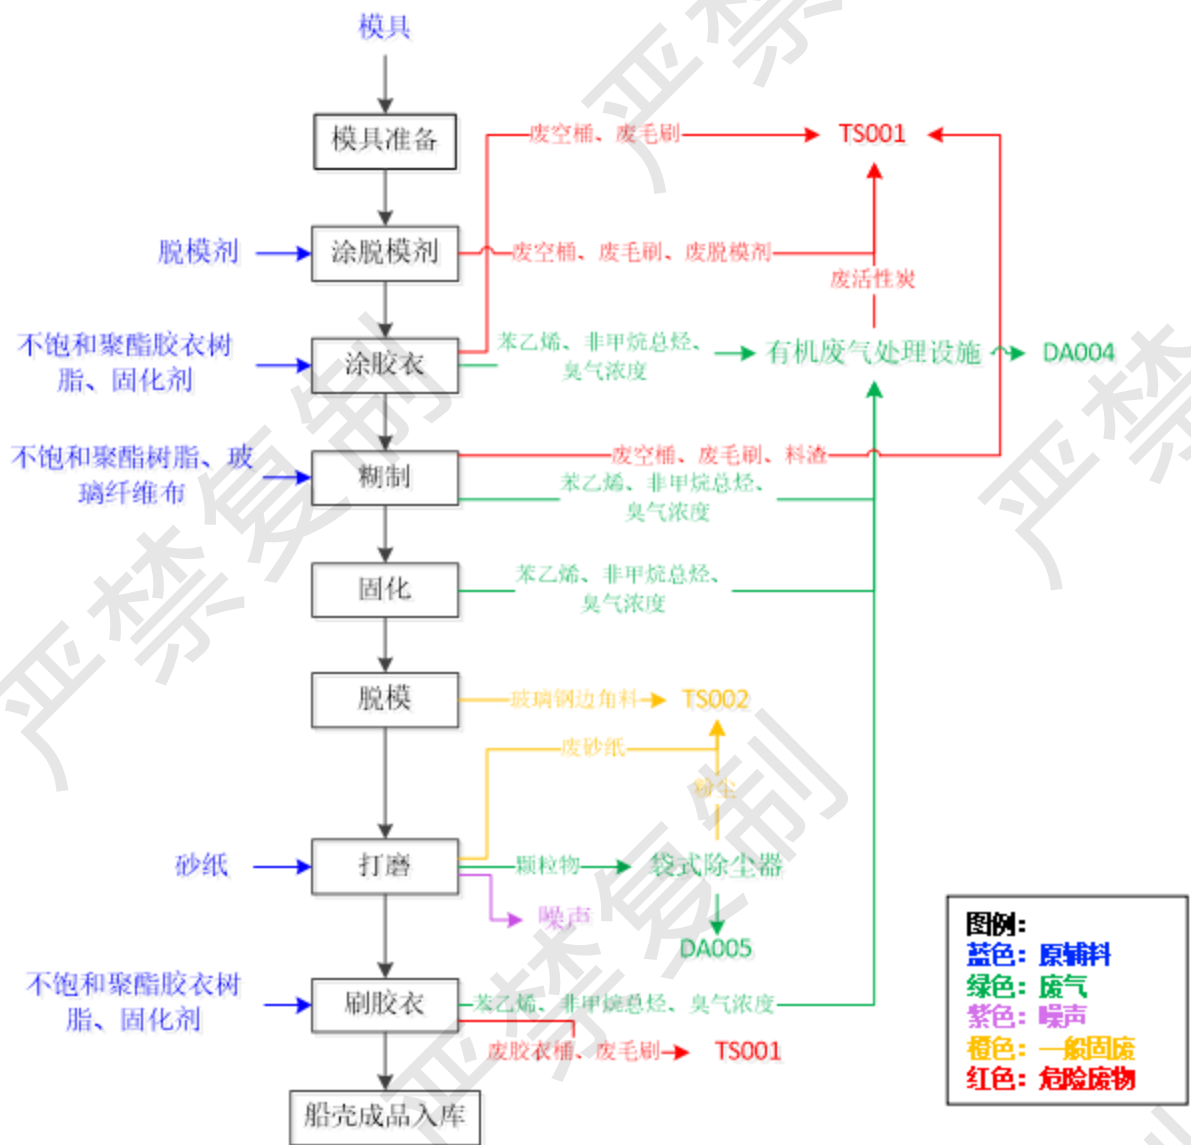 模具
模具准备
废空桶、废毛刷
TS001
脱模剂
涂脱模剂
废空桶、废毛刷、废脱模剂
废活性炭
不饱和聚酯胶衣树
脂、固化剂
涂胶衣
苯乙烯、非甲烷总烃、
臭气浓度
有机废气处理设施
DA004
不饱和聚酯树脂、玻
璃纤维布
糊制
废空桶、废毛刷、料渣
苯乙烯、非甲烷总烃、
臭气浓度
固化
苯乙烯、非甲烷总烃、
臭气浓度
脱模
玻璃钢边角料
TS002
废砂纸
粉尘
砂纸
打磨
颗粒物
袋式除尘器
噪声
DA005
不饱和聚酯胶衣树
脂、固化剂
刷胶衣
苯乙烯、非甲烷总烃、臭气浓度
废胶衣桶、废毛刷
TS001
船壳成品入库
图例：
蓝色：原辅料
绿色：废气
紫色：噪声
橙色：一般固废
红色：危险废物
严禁复制
严禁复制
严禁
严禁